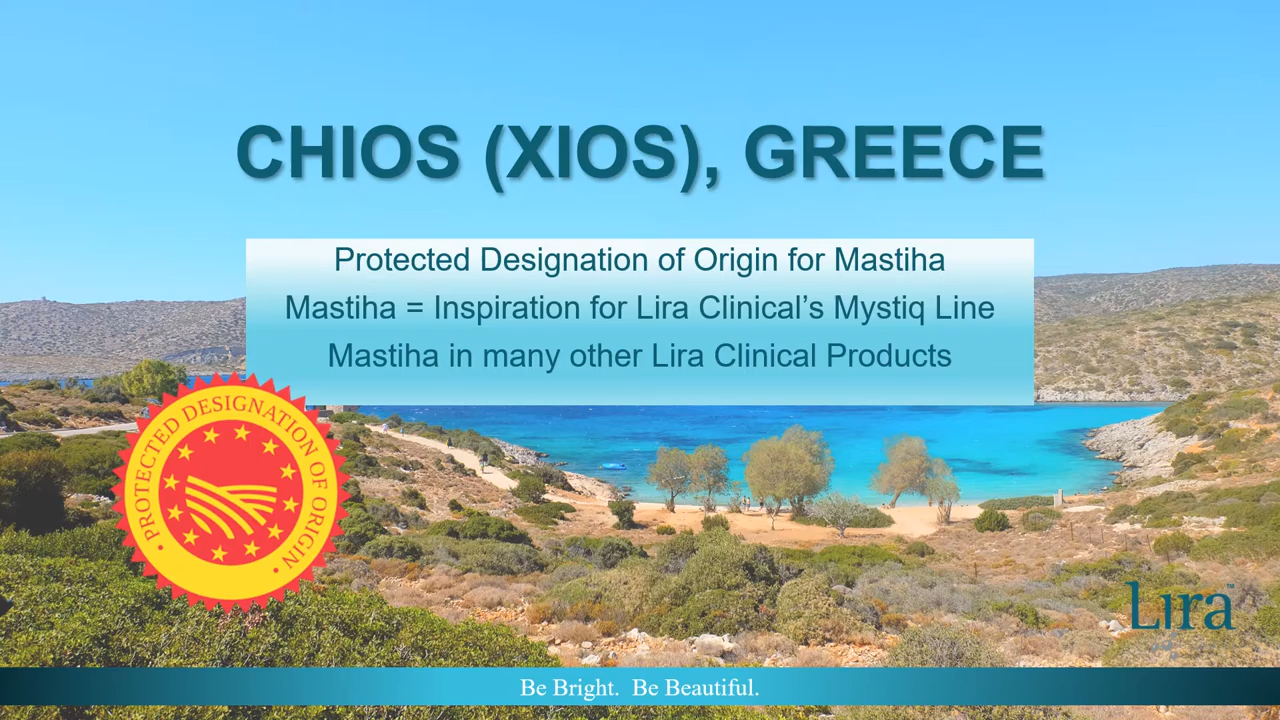 CHIOS (XIOS), GREECE
Protected Designation of Origin for Mastiha
Mastiha = Inspiration for Lira Clinical’s Mystiq Line
Mastiha in many other Lira Clinical Products
• PROTECTED DESIGNATION OF ORIGIN •
Lıra™
Be Bright.  Be Beautiful.